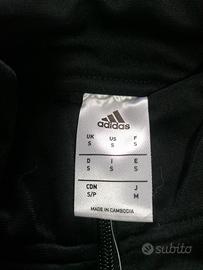 adidas
UK US F
S S S
D I E
S S S
CDN J
S/P M
MADE IN CAMBODIA
subito